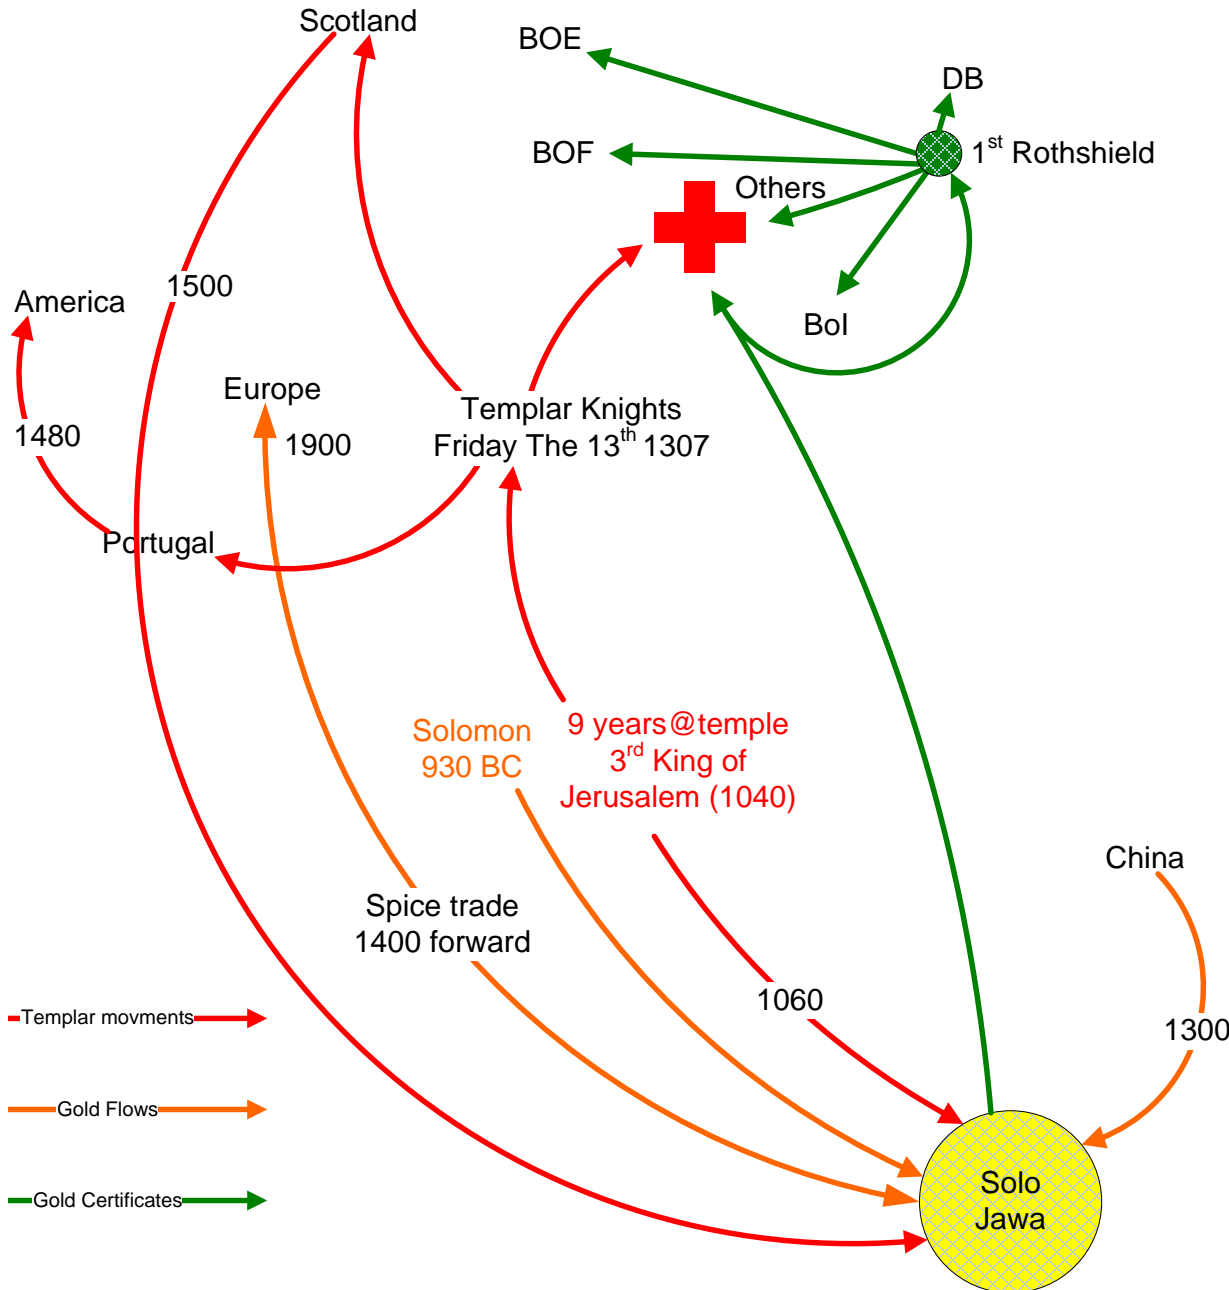 Scotland
BOE
DB
BOF
1st Rothshield
Others
1500
America
BoI
Europe
Templar Knights
Friday The 13th 1307
1480
1900
Portugal
Solomon
930 BC
9 years@temple
3rd King of
Jerusalem (1040)
China
Spice trade
1400 forward
1060
Templar movments
1300
Gold Flows
Gold Certificates
Solo
Jawa